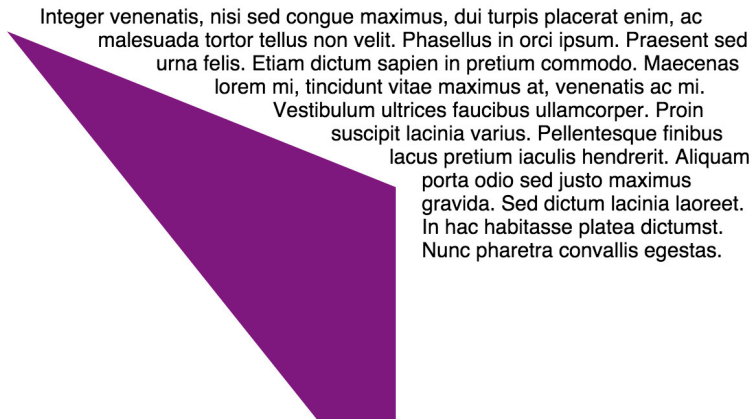 Integer venenatis, nisi sed congue maximus, dui turpis placerat enim, ac
malesuada tortor tellus non velit. Phasellus in orci ipsum. Praesent sed
urna felis. Etiam dictum sapien in pretium commodo. Maecenas
lorem mi, tincidunt vitae maximus at, venenatis ac mi.
Vestibulum ultrices faucibus ullamcorper. Proin
suscipit lacinia varius. Pellentesque finibus
lacus pretium iaculis hendrerit. Aliquam
porta odio sed justo maximus
gravida. Sed dictum lacinia laoreet.
In hac habitasse platea dictumst.
Nunc pharetra convallis egestas.